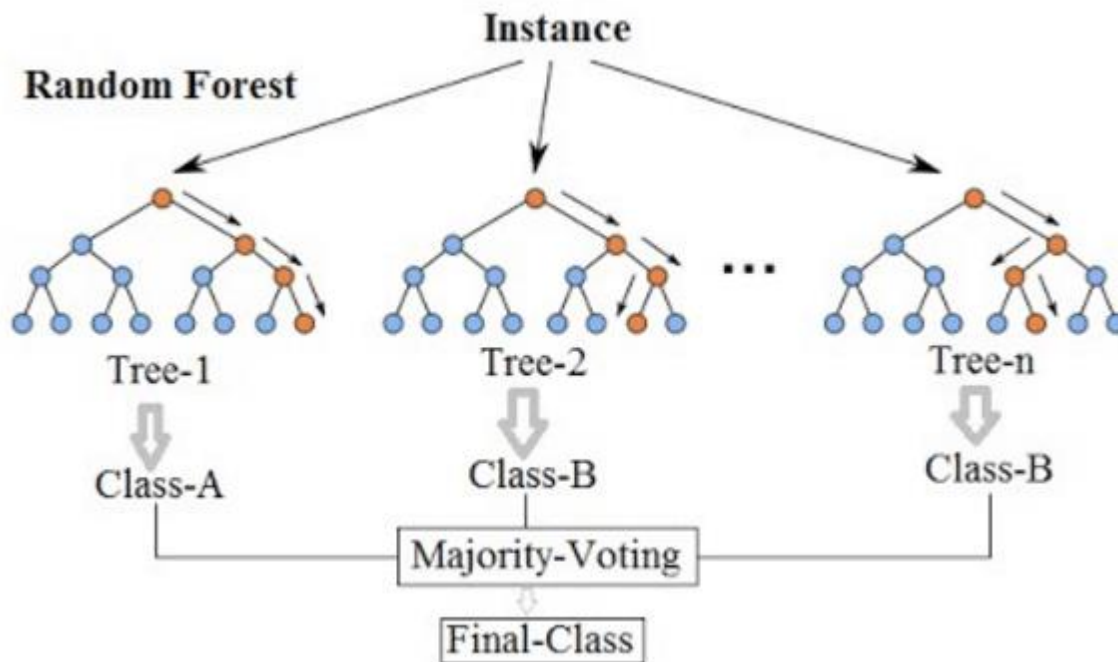 Instance
Random Forest
...
Tree-1
Tree-2
Tree-n
Class-A
Class-B
Class-B
Majority-Voting
Final-Class